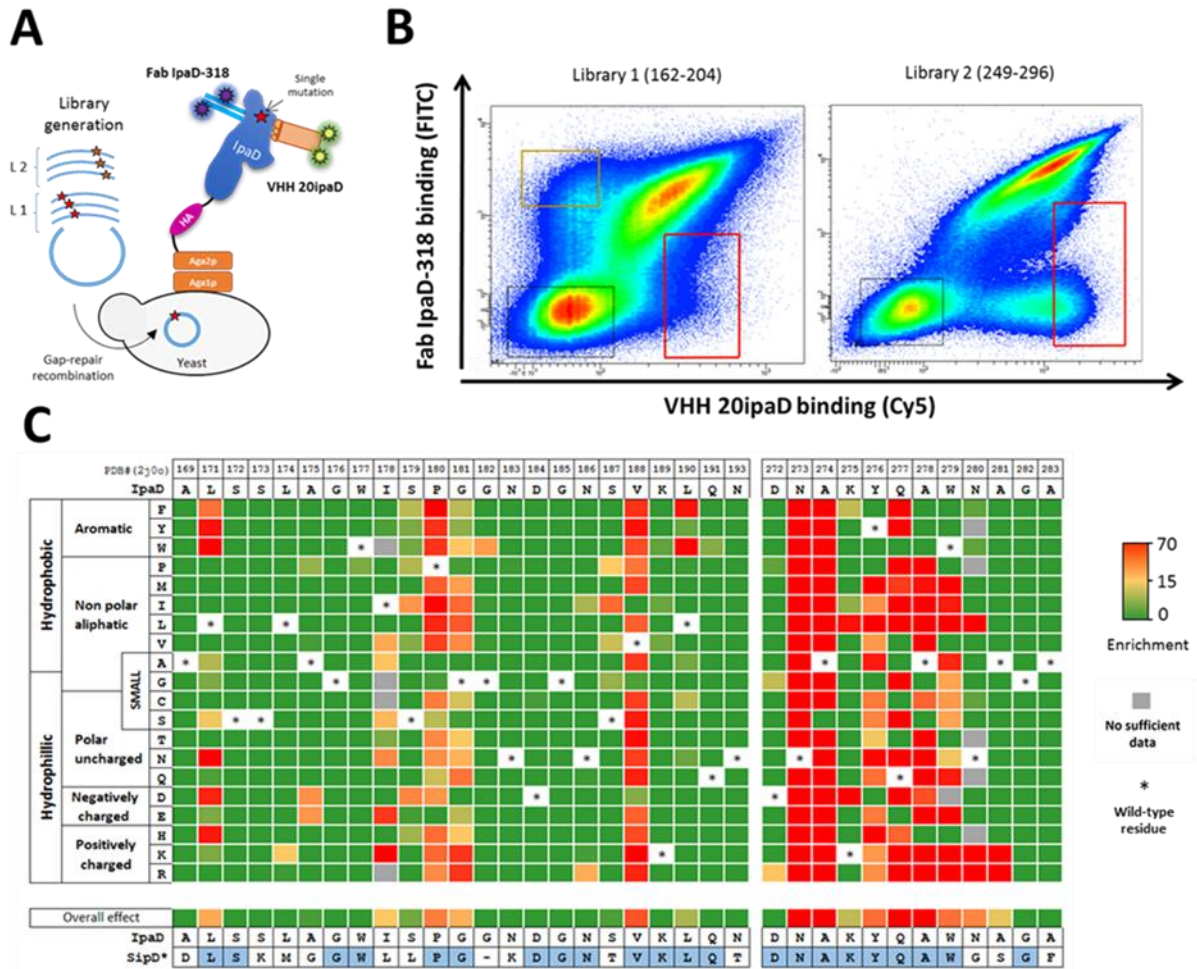 A
Library
generation
L 2
L 1
Fab IpaD-318
Single
mutation
IpaD
VHH 20ipaD
HA
Aga2p
Aga1p
Yeast
Gap-repair
recombination
B
Library 1 (162-204)
Library 2 (249-296)
Fab IpaD-318 binding (FITC)
VHH 20ipaD binding (Cy5)
C
PDB# (2j0o) 169 171 172 173 174 175 176 177 178 179 180 181 182 183 184 185 186 187 188 189 190 191 193 272 273 274 275 276 277 278 279 280 281 282 283
IpaD A L S S L A G W I S P G G N D G N S V K L Q N D N A K Y Q A W N A G A
Hydrophobic
Aromatic
F
Y *
W * *
Non polar
aliphatic
P *
M
I *
L * * *
V *
SMALL
A * * * * * *
G * * * * *
Hydrophillic
C
Polar
uncharged
S * * * *
T
N * * * * *
Q * *
Negatively
charged
D * *
E
Positively
charged
H
K * *
R
Overall effect
IpaD A L S S L A G W I S P G G N D G N S V K L Q N D N A K Y Q A W N A G A
SipD* D L S K M G G W L L P G - K D G N T V K L Q T D N A K Y Q A W S S G F
70
15
0
Enrichment
No sufficient
data
*
Wild-type
residue